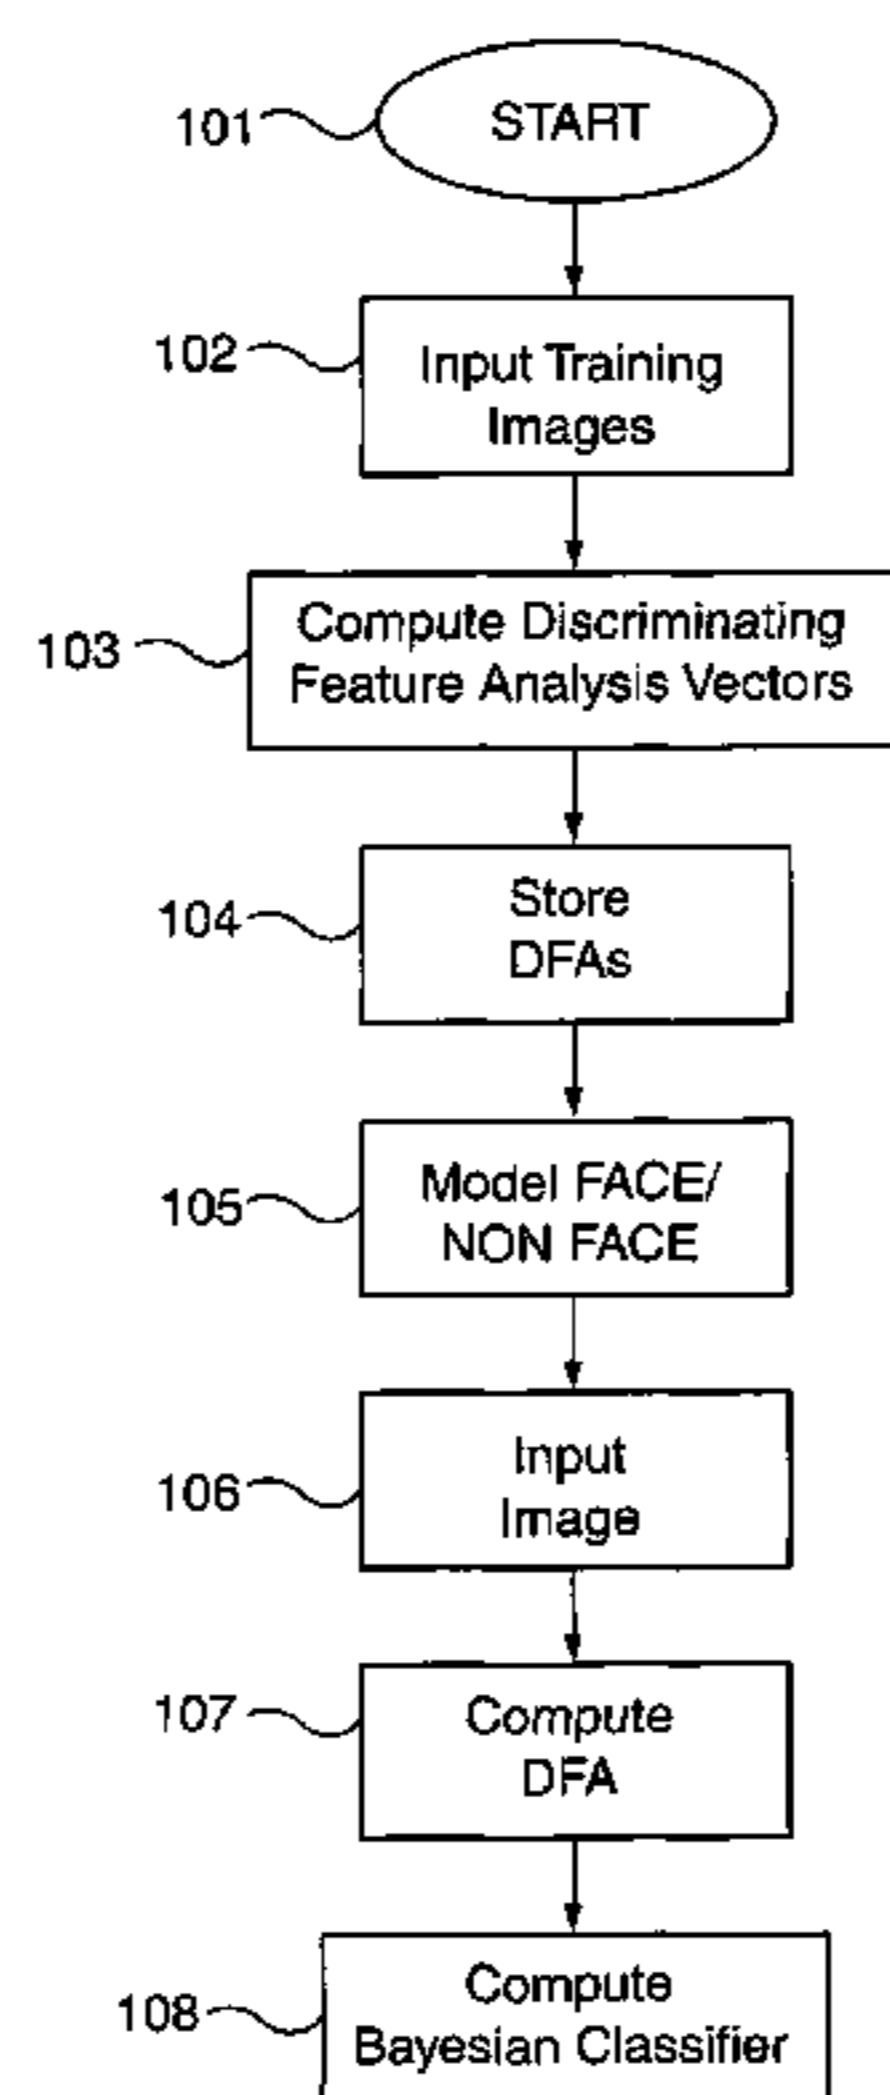 101
START
102
Input Training
Images
103
Compute Discriminating
Feature Analysis Vectors
104
Store
DFAs
105
Model FACE/
NON FACE
106
Input
Image
107
Compute
DFA
108
Compute
Bayesian Classifier